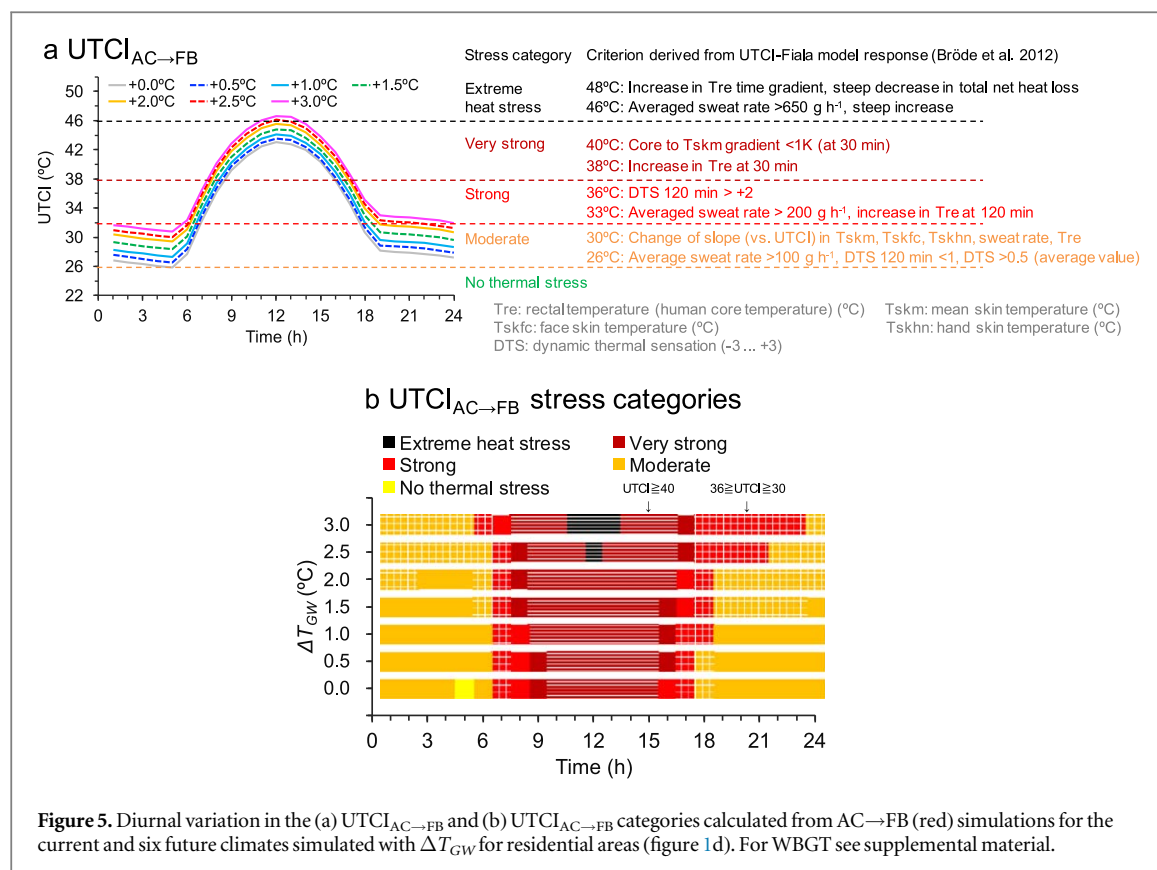 a UTCI AC→FB
Stress category Criterion derived from UTCI-Fiala model response (Bröde et al. 2012)
+0.0ºC +0.5ºC +1.0ºC +1.5ºC
+2.0ºC +2.5ºC +3.0ºC
Extreme
heat stress
48ºC: Increase in Tre time gradient, steep decrease in total net heat loss
46ºC: Averaged sweat rate >650 g h⁻¹, steep increase
Very strong
40ºC: Core to Tskm gradient <1K (at 30 min)
38ºC: Increase in Tre at 30 min
Strong
36ºC: DTS 120 min > +2
33ºC: Averaged sweat rate > 200 g h⁻¹, increase in Tre at 120 min
Moderate
30ºC: Change of slope (vs. UTCI) in Tskm, Tskfc, Tskhn, sweat rate, Tre
26ºC: Average sweat rate >100 g h⁻¹, DTS 120 min <1, DTS >0.5 (average value)
No thermal stress
UTCI (ºC)
50
46
42
38
34
30
26
22
0 3 6 9 12 15 18 21 24
Time (h)
Tre: rectal temperature (human core temperature) (ºC) Tskm: mean skin temperature (ºC)
Tskfc: face skin temperature (ºC) Tskhn: hand skin temperature (ºC)
DTS: dynamic thermal sensation (-3 ... +3)
b UTCI AC→FB stress categories
Extreme heat stress Very strong
Strong Moderate
No thermal stress
UTCI≧40 36≧UTCI≧30
↓ ↓
ΔT GW (ºC)
3.0
2.5
2.0
1.5
1.0
0.5
0.0
0 3 6 9 12 15 18 21 24
Time (h)
Figure 5. Diurnal variation in the (a) UTCI AC→FB and (b) UTCI AC→FB categories calculated from AC→FB (red) simulations for the
current and six future climates simulated with ΔT GW for residential areas (figure 1d). For WBGT see supplemental material.